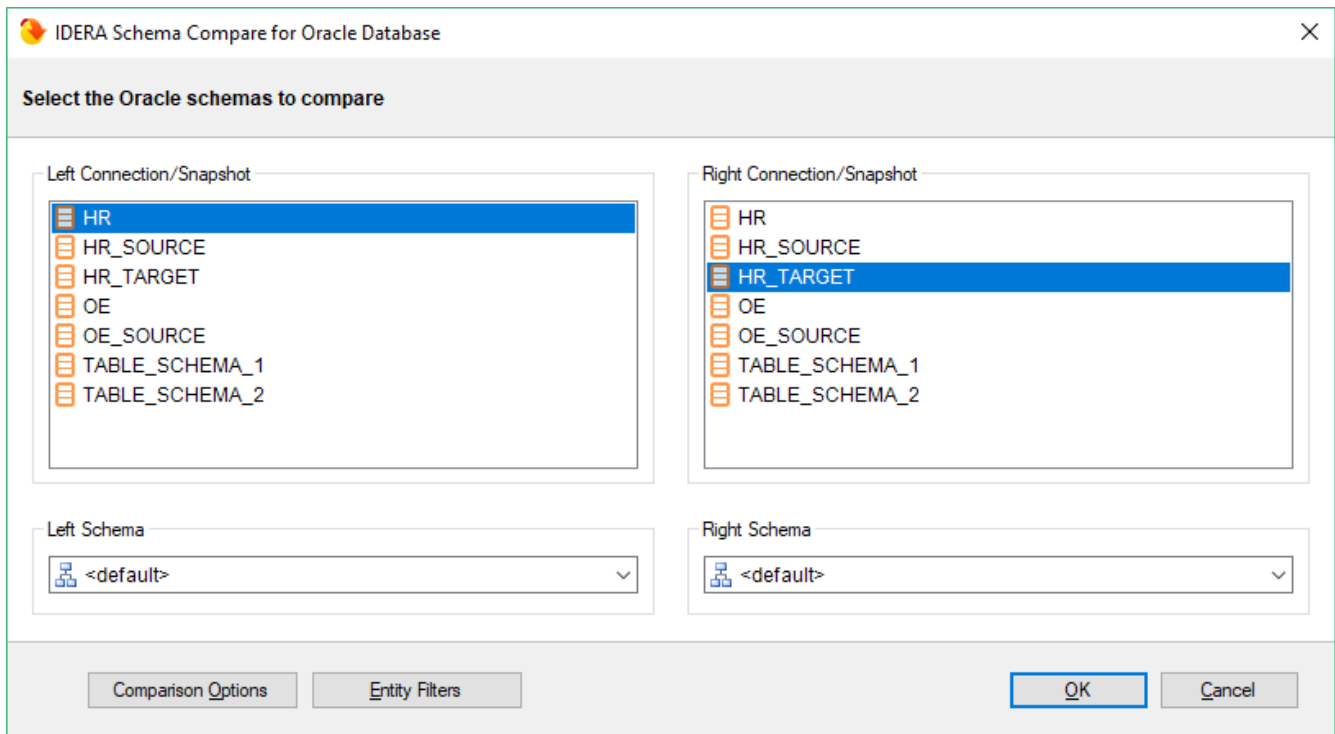 IDERA Schema Compare for Oracle Database
Select the Oracle schemas to compare
Left Connection/Snapshot
HR
HR_SOURCE
HR_TARGET
OE
OE_SOURCE
TABLE_SCHEMA_1
TABLE_SCHEMA_2
Right Connection/Snapshot
HR
HR_SOURCE
HR_TARGET
OE
OE_SOURCE
TABLE_SCHEMA_1
TABLE_SCHEMA_2
Left Schema
<default>
Right Schema
<default>
Comparison Options
Entity Filters
OK
Cancel